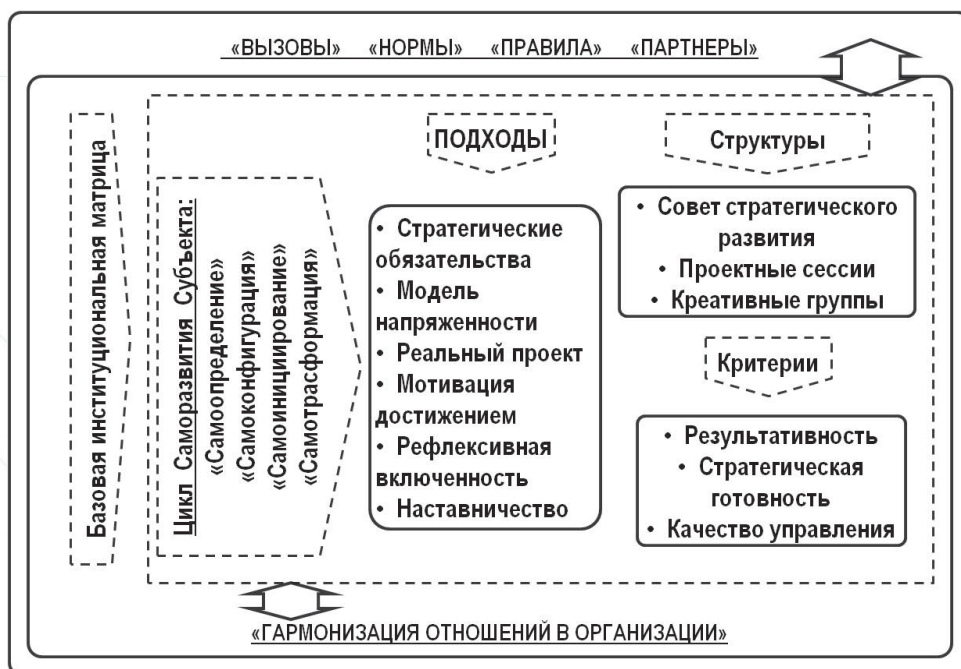 «ВЫЗОВЫ» «НОРМЫ» «ПРАВИЛА» «ПАРТНЕРЫ»
Базовая институциональная матрица
Цикл Саморазвития Субъекта:
«Самоопределение»
«Самоконфигурация»
«Самоинициирование»
«Самотрасформация»
ПОДХОДЫ
• Стратегические
обязательства
• Модель
напряженности
• Реальный проект
• Мотивация
достижением
• Рефлексивная
включенность
• Наставничество
Структуры
• Совет стратегического
развития
• Проектные сессии
• Креативные группы
Критерии
• Результативность
• Стратегическая
готовность
• Качество управления
«ГАРМОНИЗАЦИЯ ОТНОШЕНИЙ В ОРГАНИЗАЦИИ»